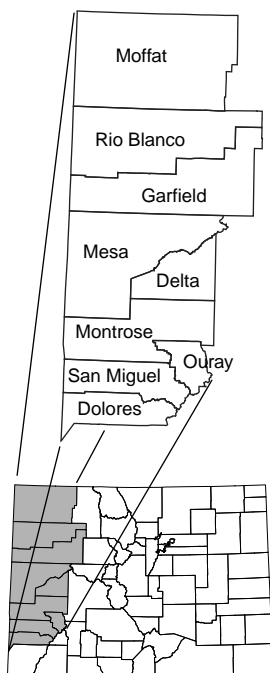 Moffat
Rio Blanco
Garfield
Mesa
Delta
Montrose
Ouray
San Miguel
Dolores